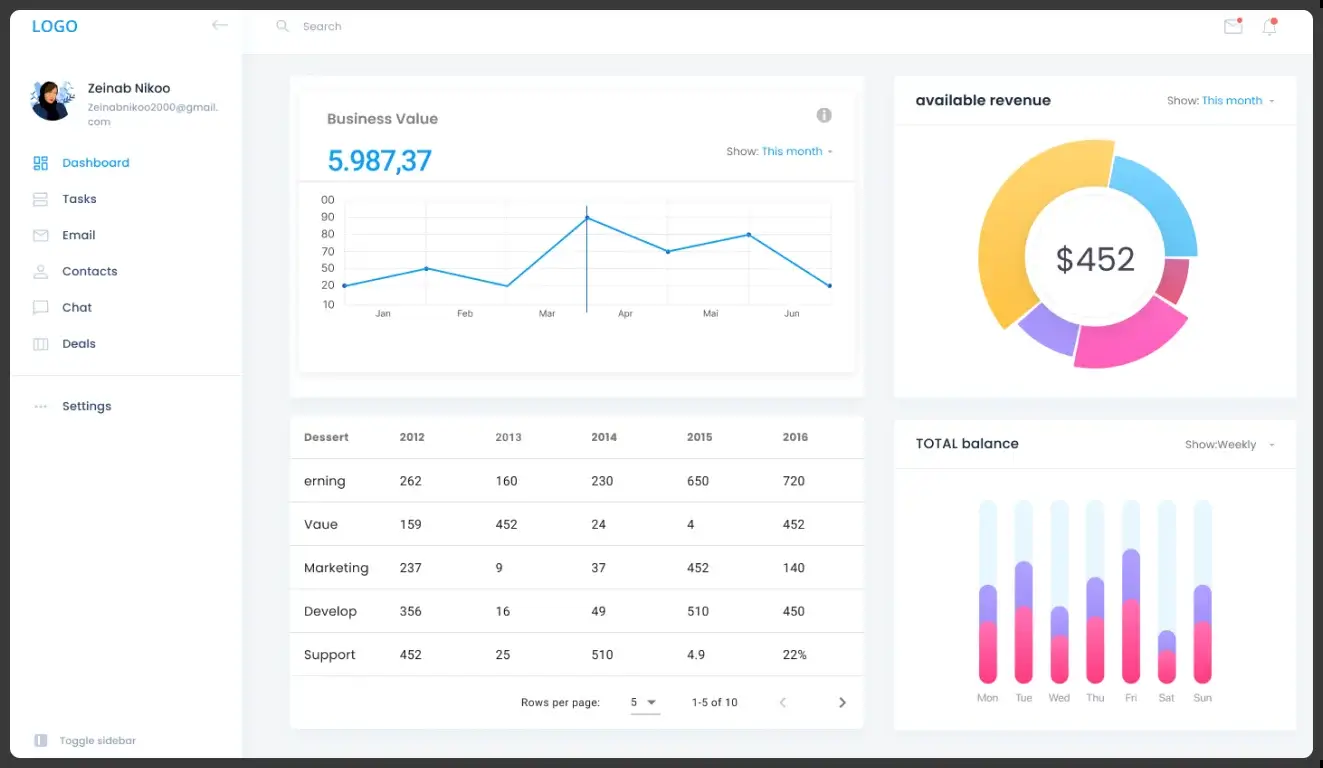 LOGO
Search
Zeinab Nikoo
Zeinabnikoo2000@gmail.
com
Dashboard
Tasks
Email
Contacts
Chat
Deals
Settings
Toggle sidebar
Business Value
5.987,37
Show: This month
00
90
80
70
50
20
10
Jan Feb Mar Apr Mai Jun
available revenue
Show: This month
$452
Dessert 2012 2013 2014 2015 2016
erning 262 160 230 650 720
Vaue 159 452 24 4 452
Marketing 237 9 37 452 140
Develop 356 16 49 510 450
Support 452 25 510 4.9 22%
Rows per page: 5 1-5 of 10
TOTAL balance
Show:Weekly
Mon Tue Wed Thu Fri Sat Sun